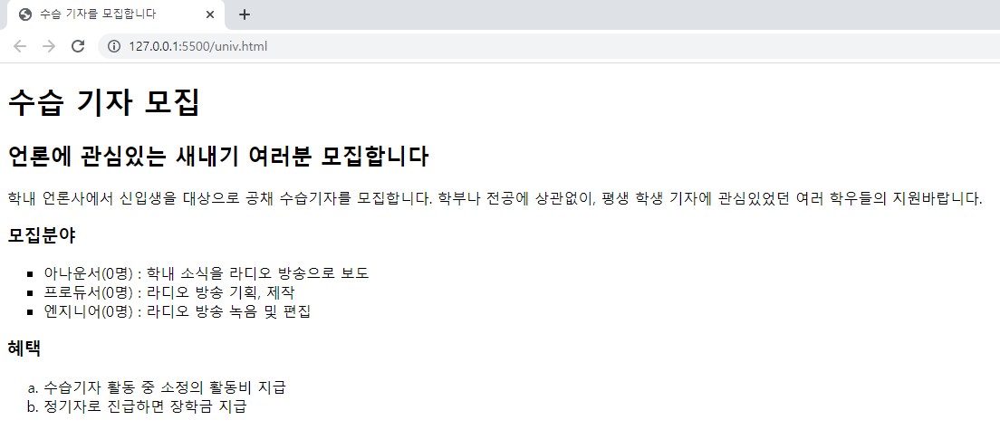 수습 기자를 모집합니다
127.0.0.1:5500/univ.html
수습 기자 모집
언론에 관심있는 새내기 여러분 모집합니다
학내 언론사에서 신입생을 대상으로 공채 수습기자를 모집합니다. 학부나 전공에 상관없이, 평생 학생 기자에 관심있었던 여러 학우들의 지원바랍니다.
모집분야
아나운서(0명) : 학내 소식을 라디오 방송으로 보도
프로듀서(0명) : 라디오 방송 기획, 제작
엔지니어(0명) : 라디오 방송 녹음 및 편집
혜택
a. 수습기자 활동 중 소정의 활동비 지급
b. 정기자로 진급하면 장학금 지급